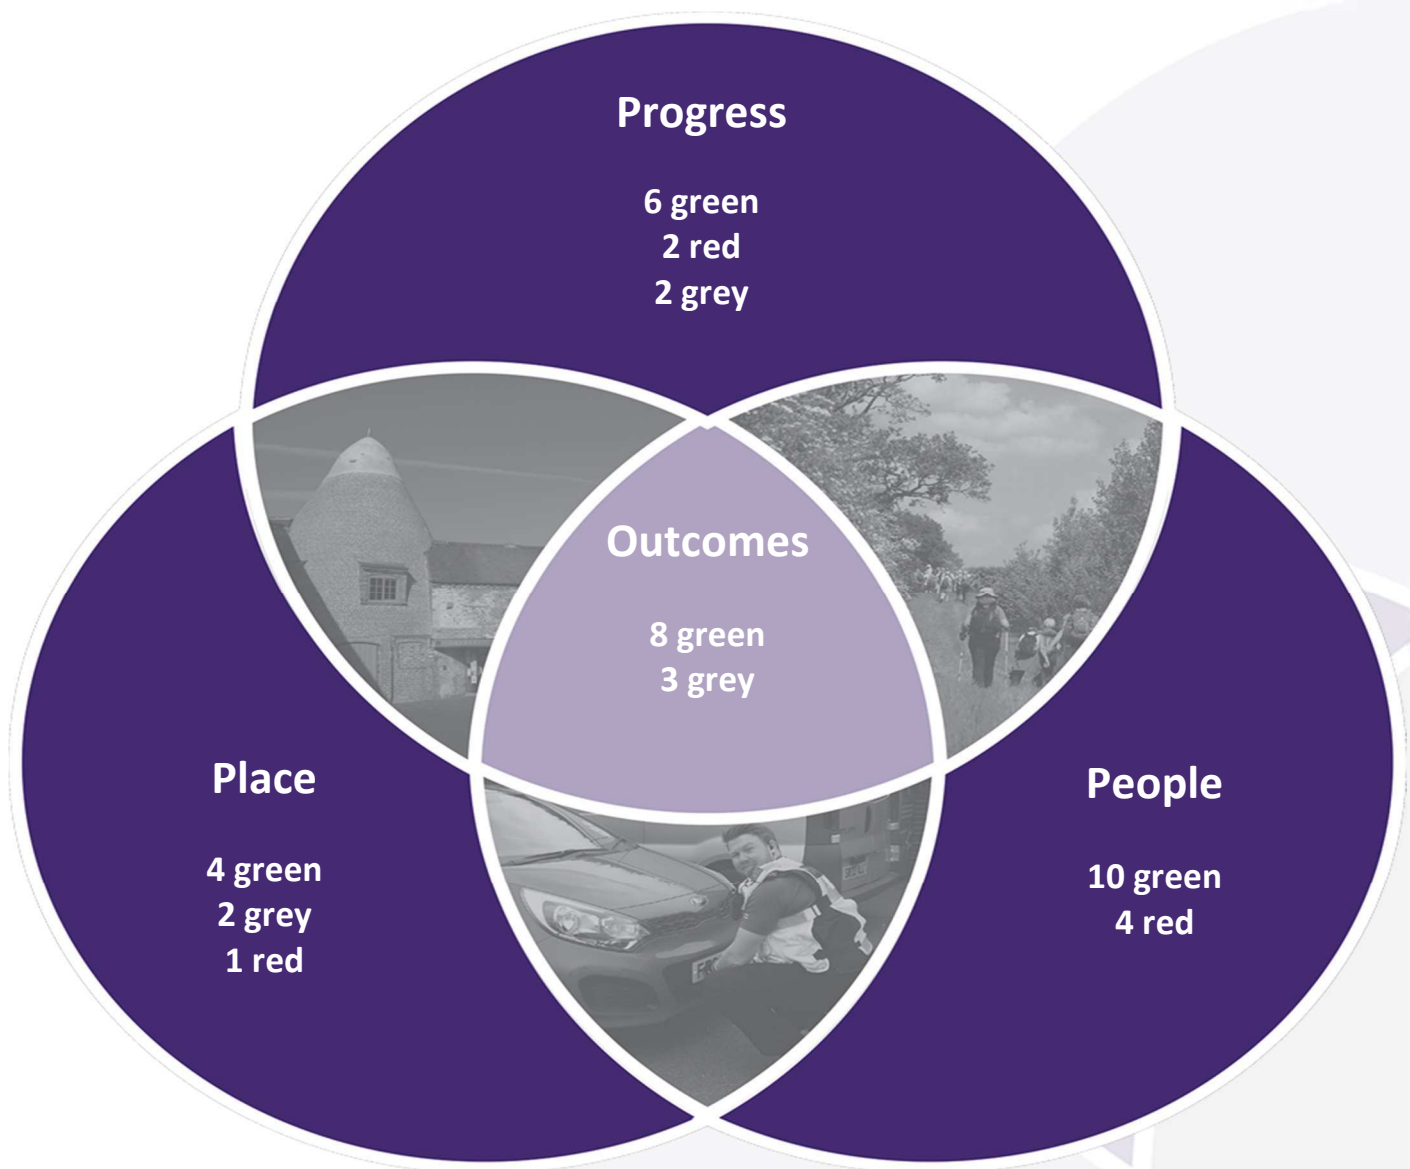 Progress
6 green
2 red
2 grey
Outcomes
8 green
3 grey
Place
4 green
2 grey
1 red
People
10 green
4 red